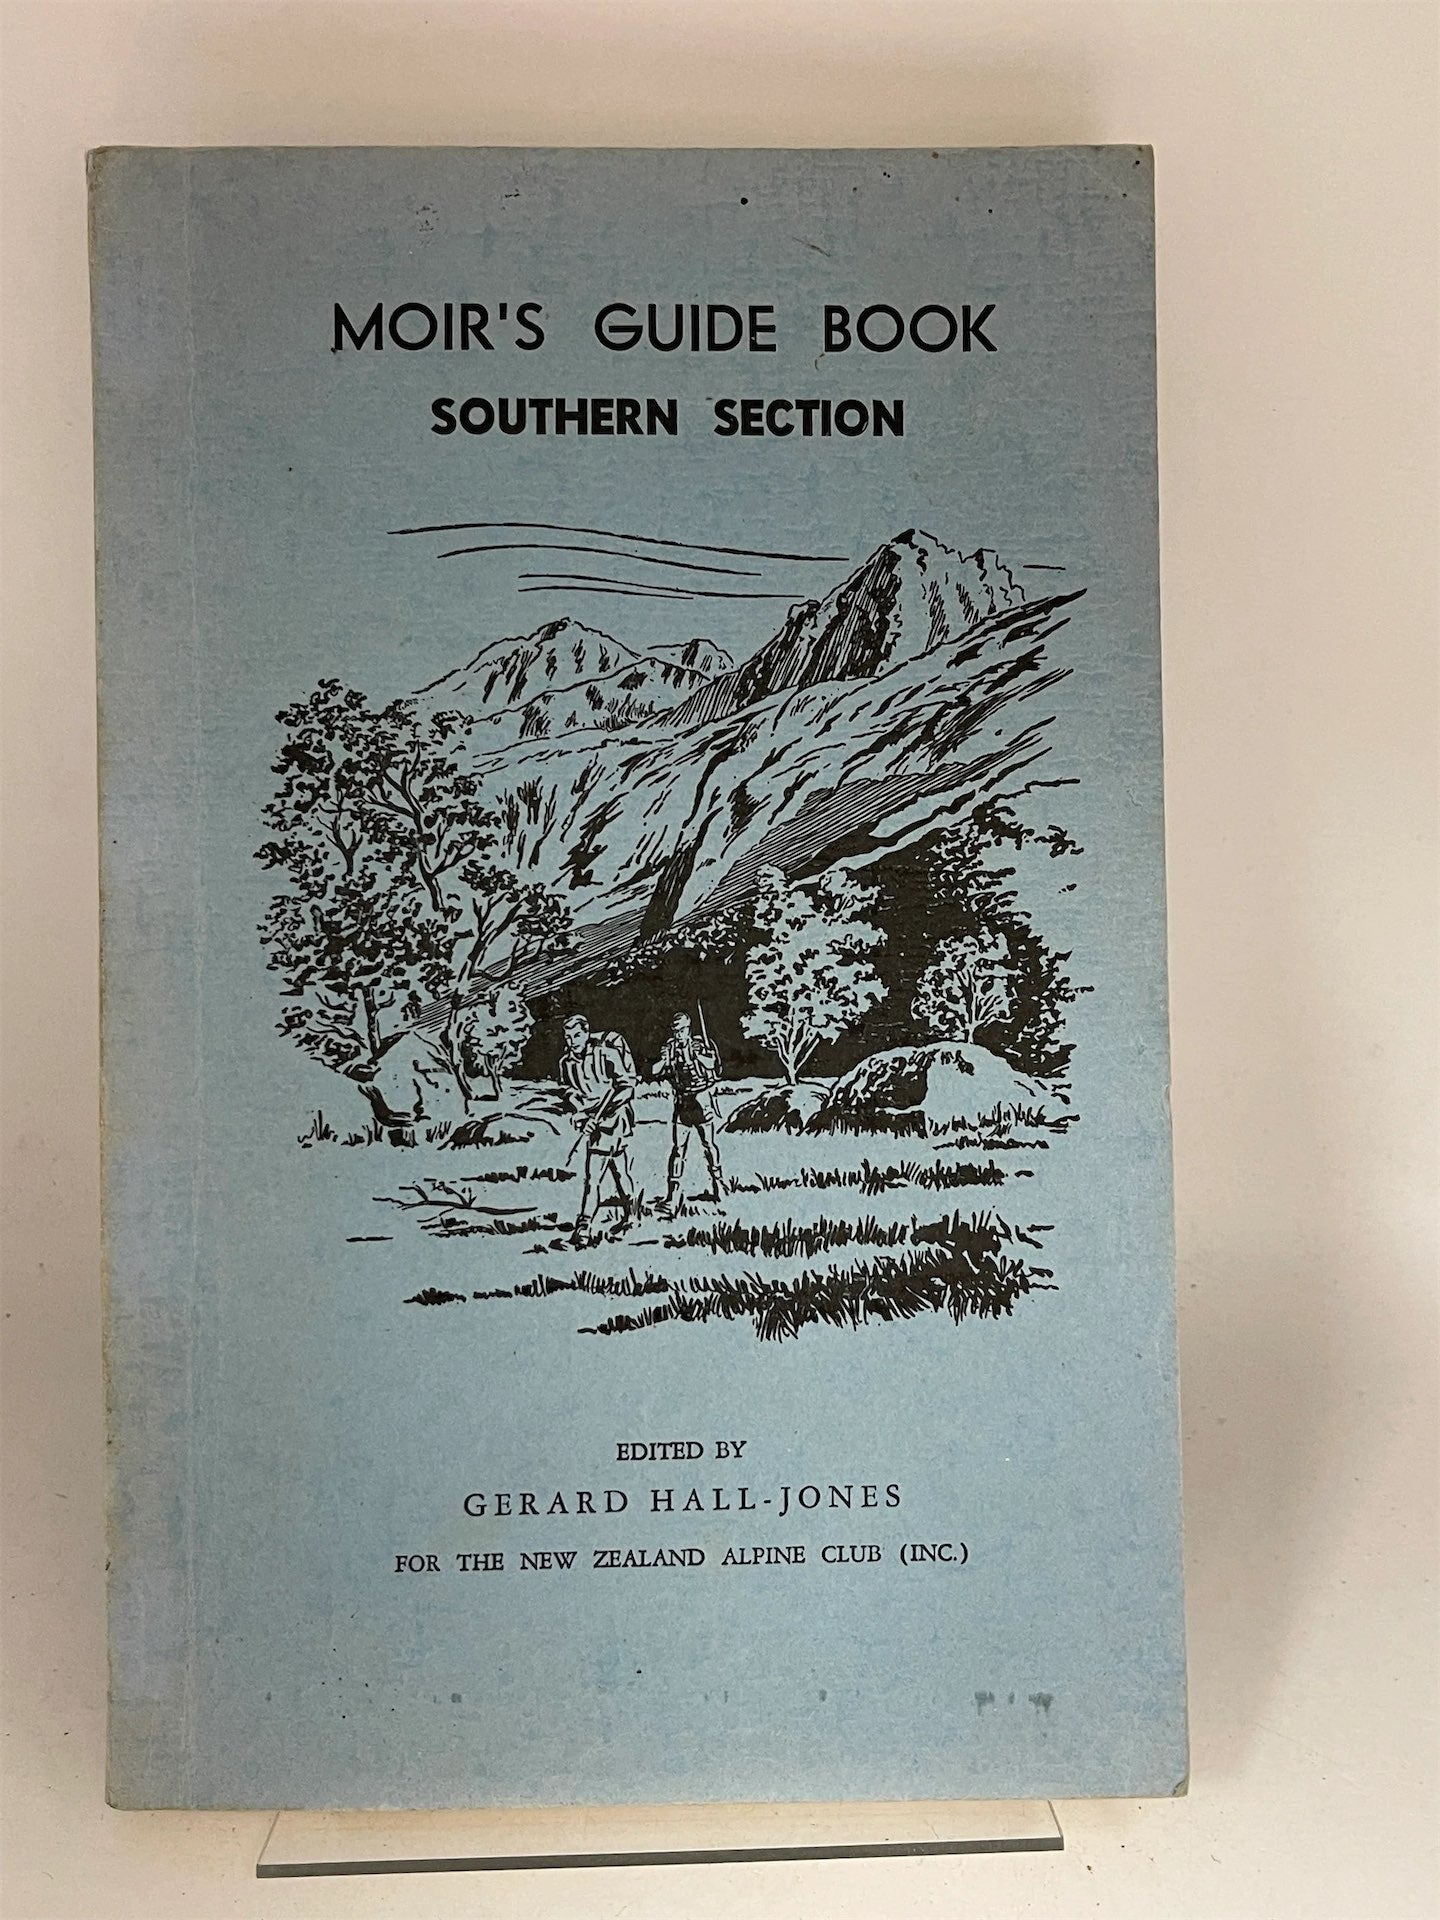 MOIR'S GUIDE BOOK
SOUTHERN SECTION
EDITED BY
GERARD HALL-JONES
FOR THE NEW ZEALAND ALPINE CLUB (INC.)